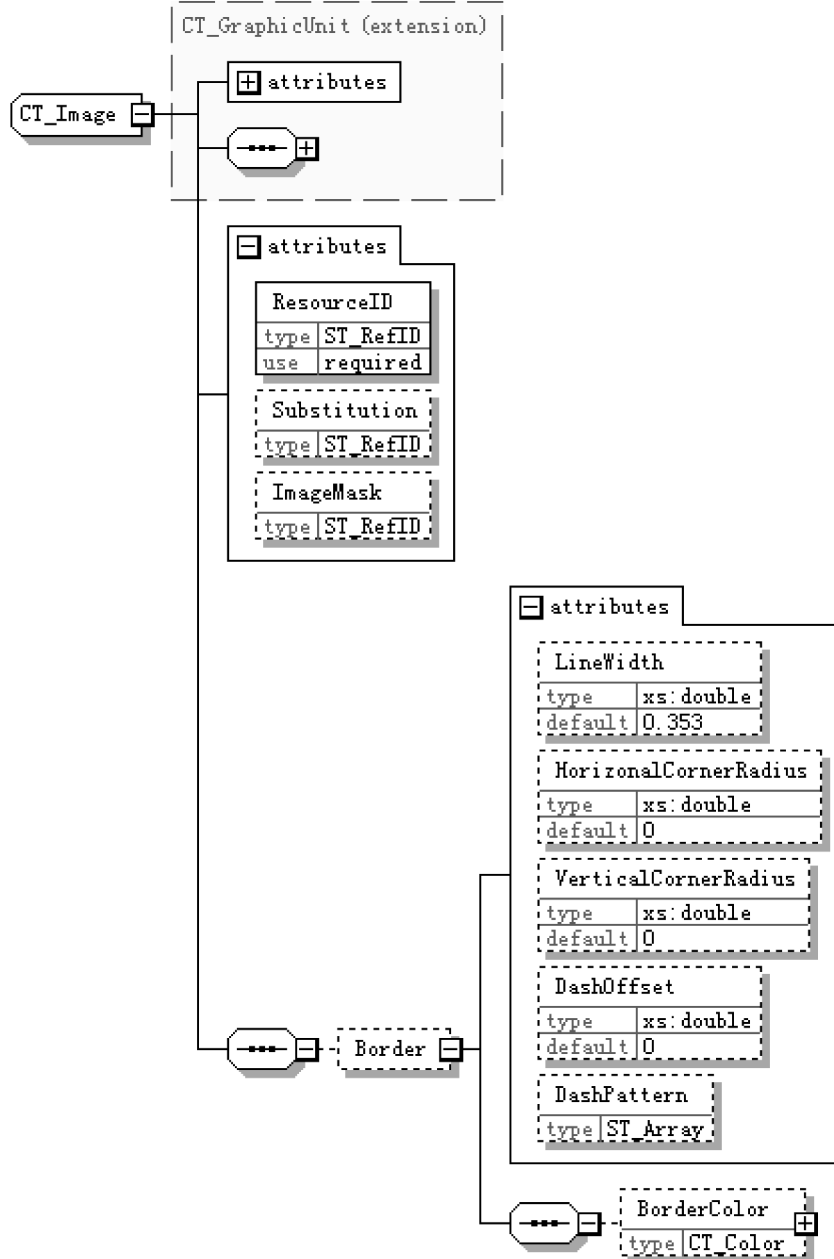 CT_GraphicUnit (extension)
attributes
CT_Image
attributes
ResourceID
type ST_RefID
use required
Substitution
type ST_RefID
ImageMask
type ST_RefID
attributes
LineWidth
type xs:double
default 0.353
HorizonalCornerRadius
type xs:double
default 0
VerticalCornerRadius
type xs:double
default 0
DashOffset
type xs:double
default 0
Border
DashPattern
type ST_Array
BorderColor
type CT_Color